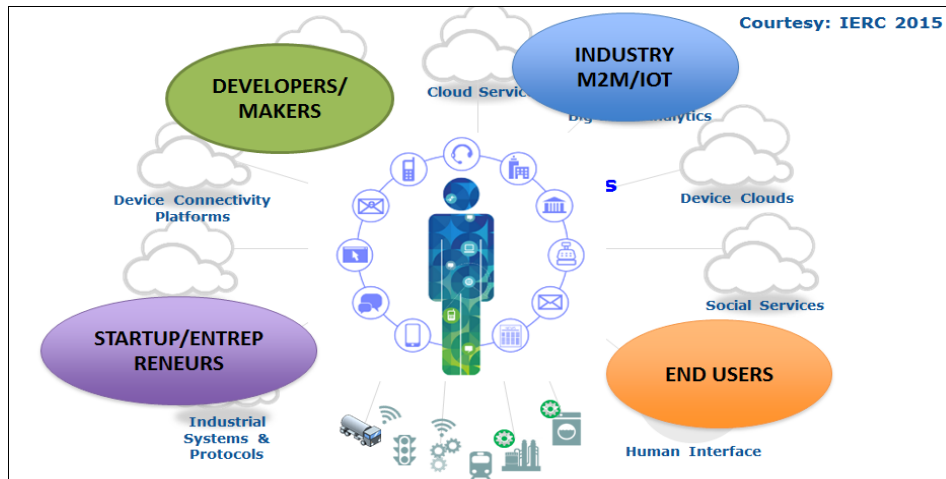 Courtesy: IERC 2015
INDUSTRY
M2M/IOT
DEVELOPERS/
MAKERS
Cloud
Device Connectivity
Platforms
s
Device Clouds
Social Services
STARTUP/ENTREP
RENEURS
END USERS
Industrial
Systems &
Protocols
Human Interface